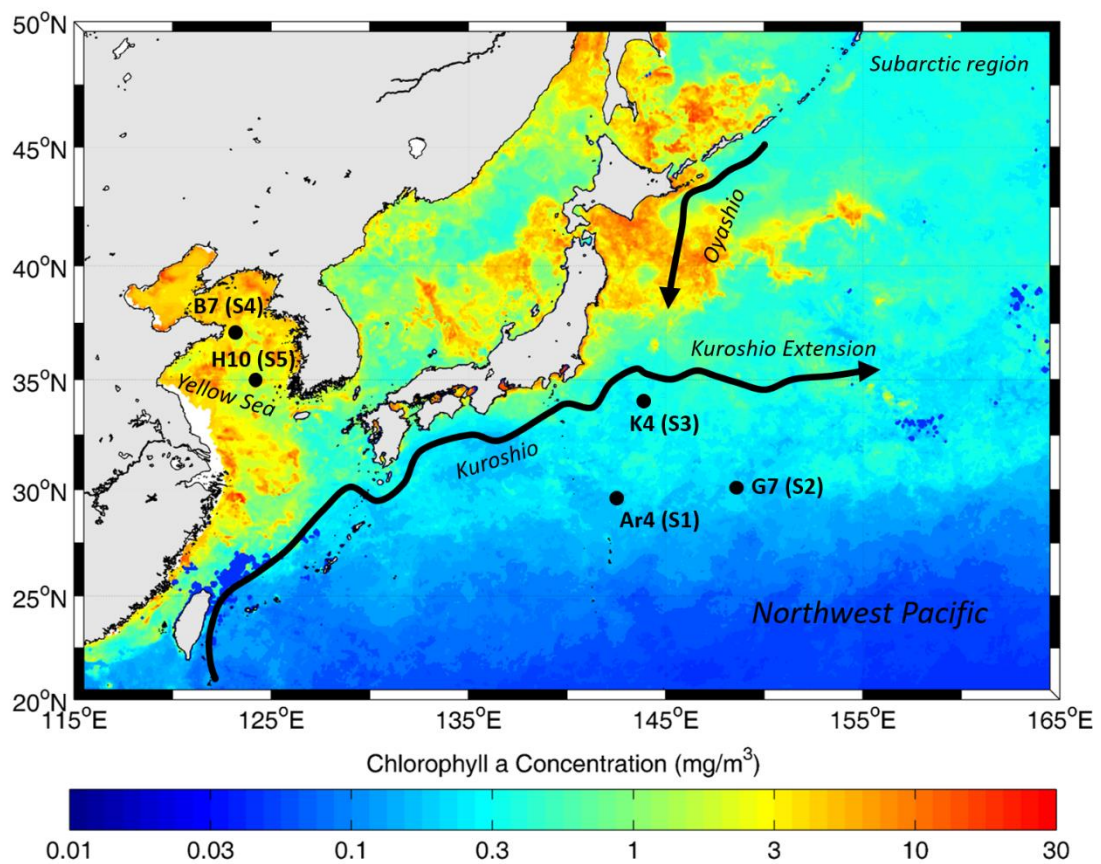 50°N
45°N
40°N
35°N
30°N
25°N
20°N
Subarctic region
Oyashio
B7 (S4)
H10 (S5)
Yellow Sea
Kuroshio Extension
K4 (S3)
Kuroshio
G7 (S2)
Ar4 (S1)
Northwest Pacific
115°E 125°E 135°E 145°E 155°E 165°E
Chlorophyll a Concentration (mg/m³)
0.01 0.03 0.1 0.3 1 3 10 30